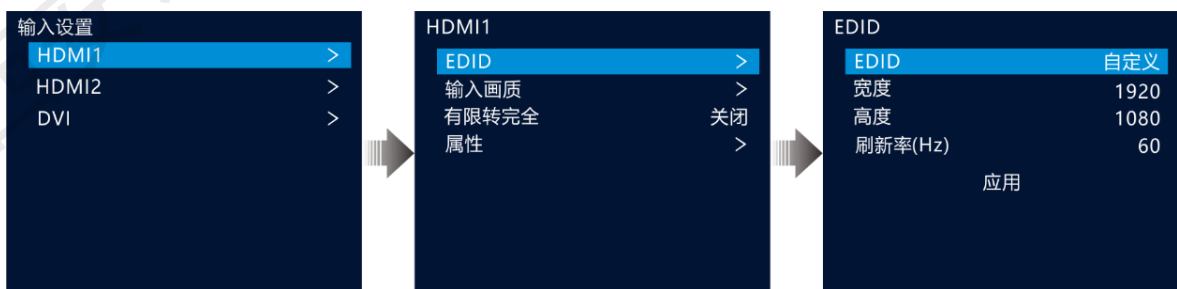 输入设置
HDMI1 >
HDMI2 >
DVI >
HDMI1
EDID >
输入画质 >
有限转完全 关闭
属性 >
EDID
EDID 自定义
宽度 1920
高度 1080
刷新率(Hz) 60
应用